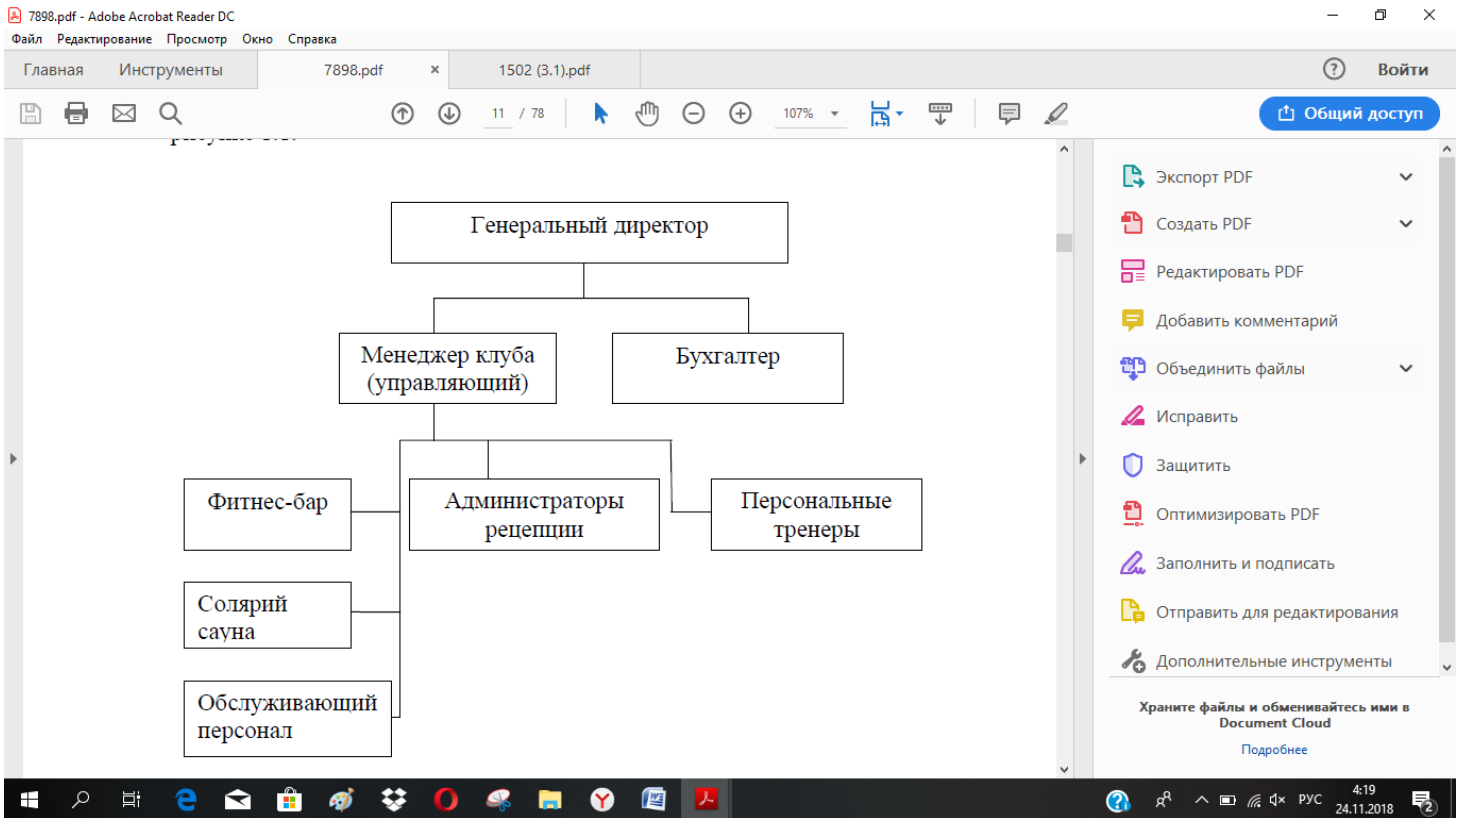 7898.pdf - Adobe Acrobat Reader DC
Файл Редактирование Просмотр Окно Справка
Главная Инструменты 7898.pdf × 1502 (3.1).pdf ? Войти
11 / 78 107% Общий доступ
Генеральный директор
Менеджер клуба
(управляющий)
Бухгалтер
Фитнес-бар
Администраторы
рецепции
Персональные
тренеры
Солярий
сауна
Обслуживающий
персонал
Экспорт PDF
Создать PDF
Редактировать PDF
Добавить комментарий
Объединить файлы
Исправить
Защитить
Оптимизировать PDF
Заполнить и подписать
Отправить для редактирования
Дополнительные инструменты
Храните файлы и обменивайтесь ими в
Document Cloud
Подробнее
РУС 4:19
24.11.2018 2